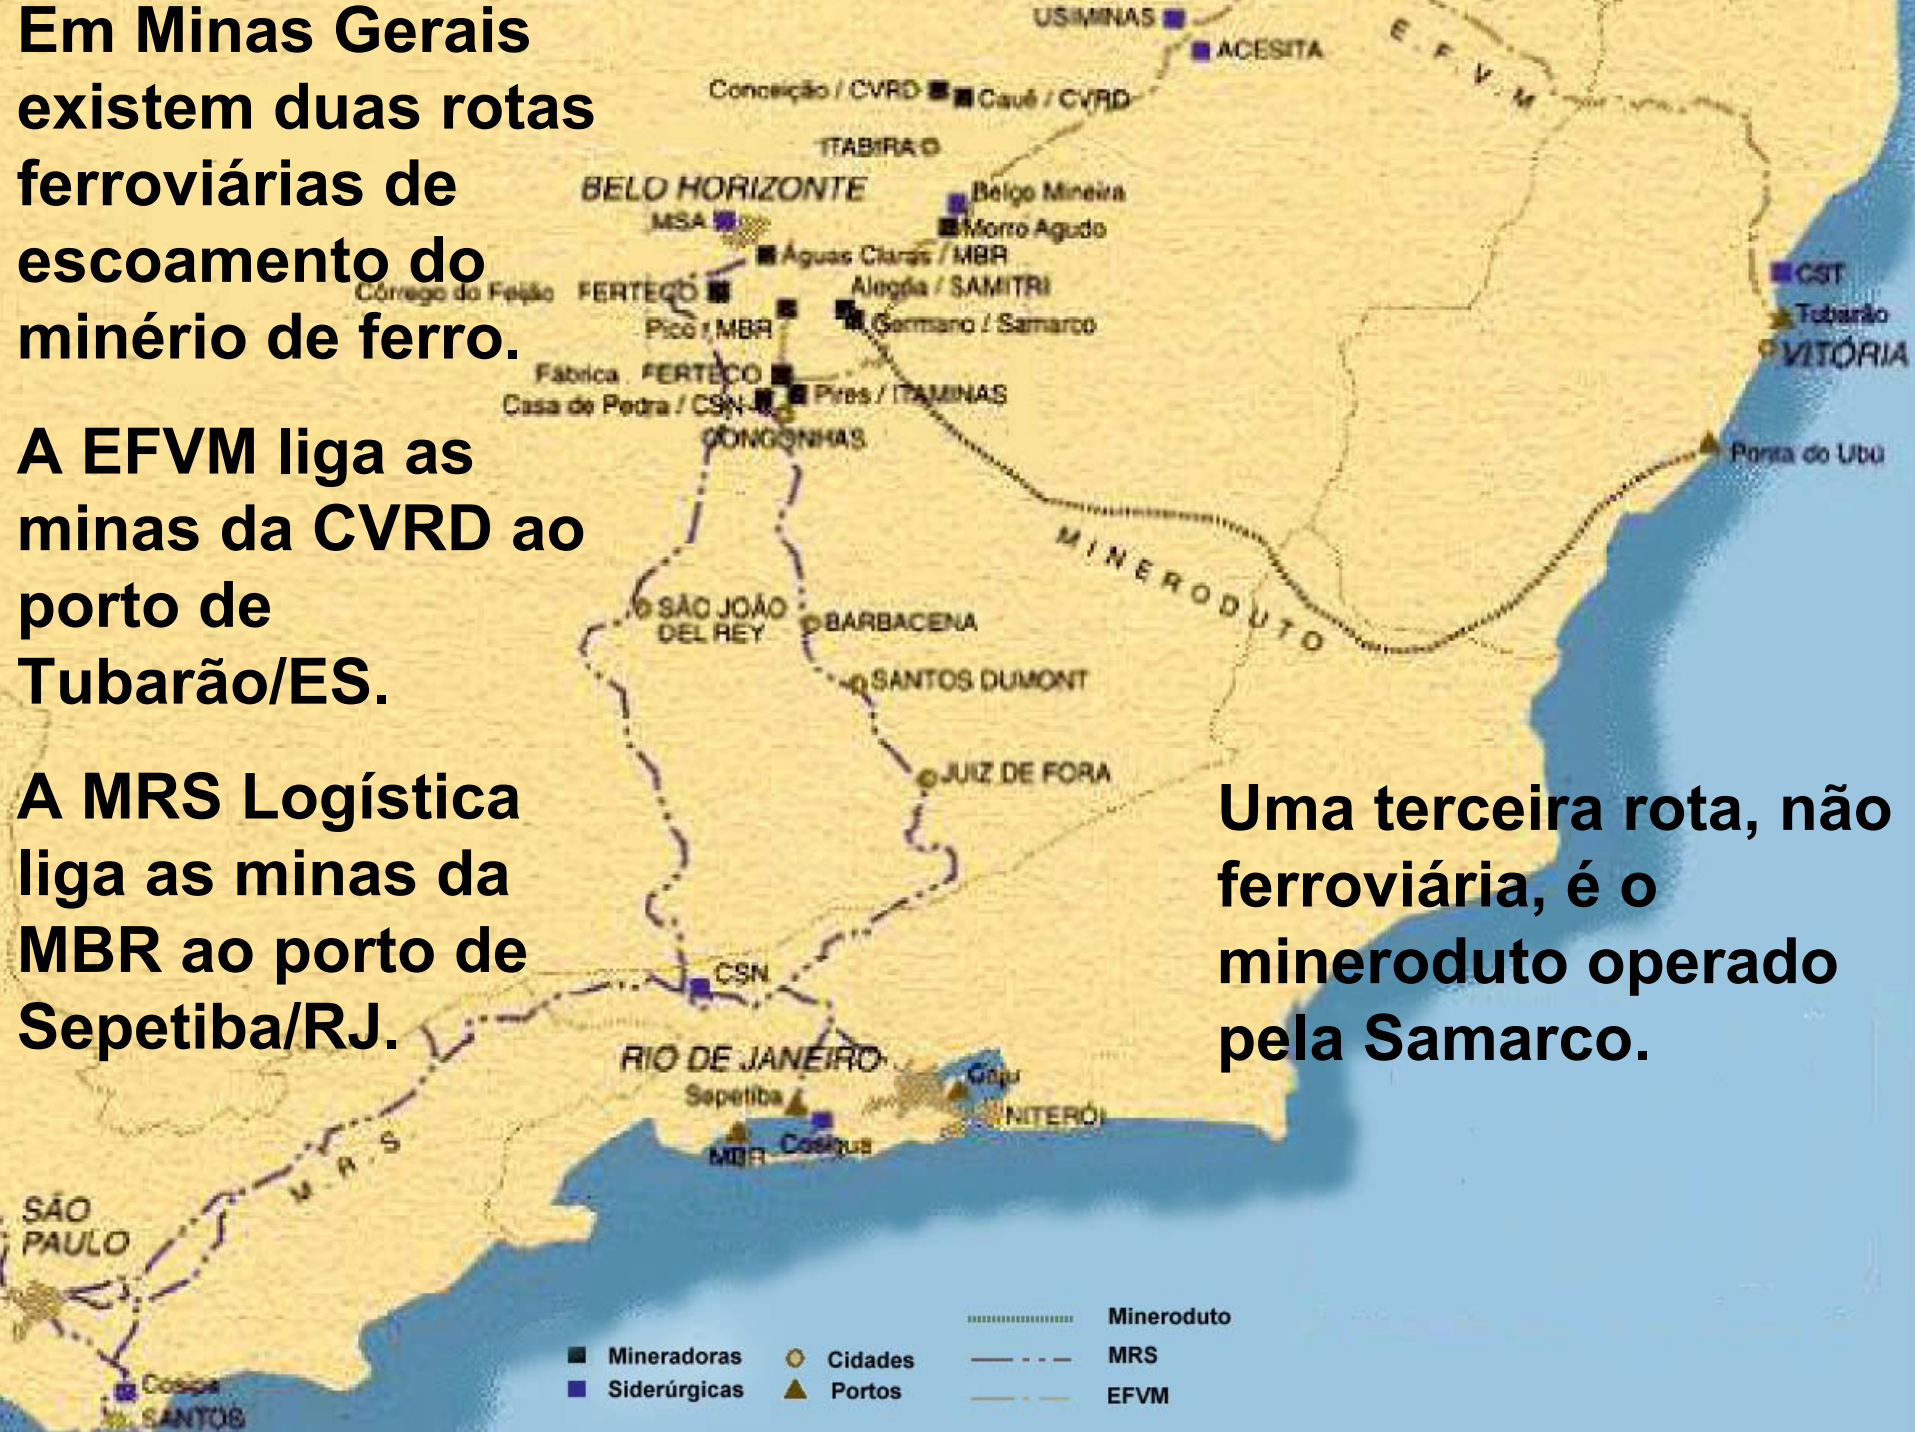 Em Minas Gerais
existem duas rotas
ferroviárias de
escoamento do
minério de ferro.
A EFVM liga as
minas da CVRD ao
porto de
Tubarão/ES.
A MRS Logística
liga as minas da
MBR ao porto de
Sepetiba/RJ.
Uma terceira rota, não
ferroviária, é o
mineroduto operado
pela Samarco.
USIMINAS
ACESITA
E.F.V.M
Conceição / CVRD
Cauê / CVRD
ITABIRA
BELO HORIZONTE
Belgo Mineira
MSA
Morro Agudo
Águas Claras / MBR
Córrego do Feijão FERTECO
Alegria / SAMITRI
Pico / MBR
Germano / Samarco
Fábrica FERTECO
Pires / ITAMINAS
Casa de Pedra / CSN
CONGONHAS
CST
Tubarão
VITÓRIA
Ponta do Ubú
MINERODUTO
SÃO JOÃO
DEL REY
BARBACENA
SANTOS DUMONT
JUIZ DE FORA
CSN
RIO DE JANEIRO
Sepetiba
Caju
NITERÓI
MBR
Cosigua
M.R.S
SÃO
PAULO
Cosipa
SANTOS
Mineradoras
Siderúrgicas
Cidades
Portos
Mineroduto
MRS
EFVM